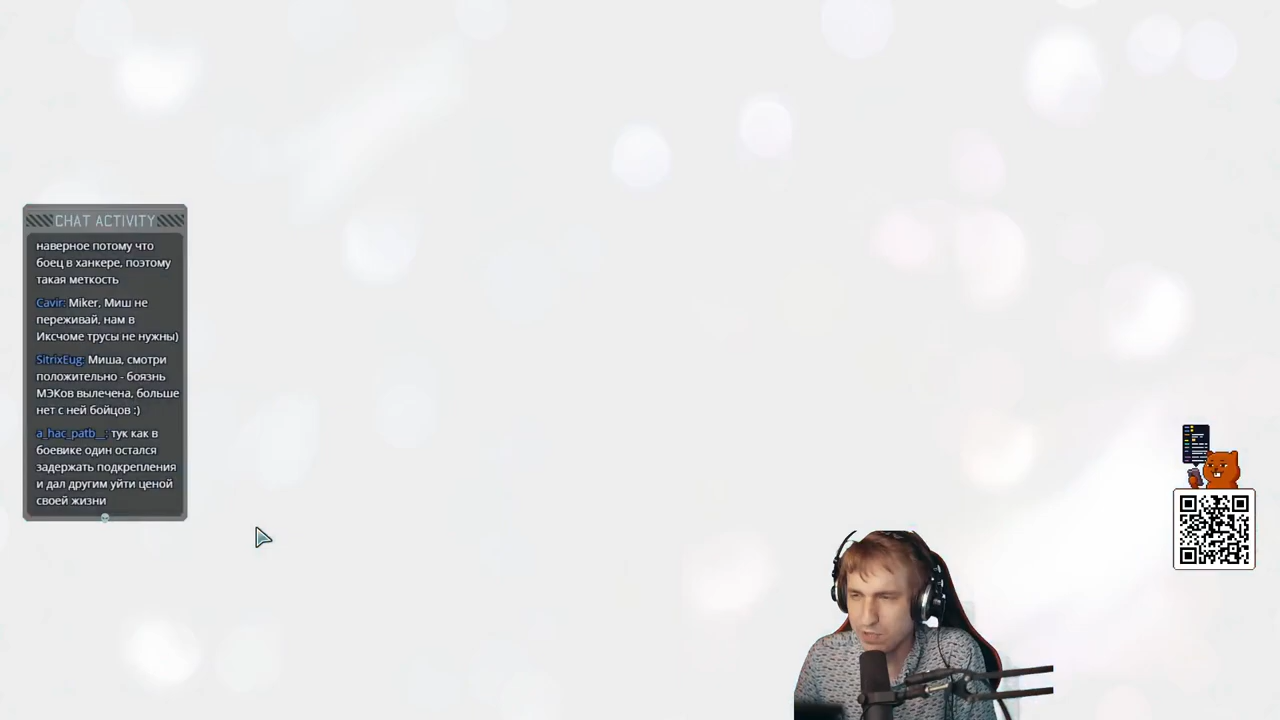 CHAT ACTIVITY
наверное потому что
боец в ханкере, поэтому
такая меткость
Cavir: Miker, Миш не
переживай, нам в
Иксчоме трусы не нужны)
SitrixEug: Миша, смотри
положительно - боязнь
МЭКов вылечена, больше
нет с ней бойцов :)
a_hac_patb__: тук как в
боевике один остался
задержать подкрепления
и дал другим уйти ценой
своей жизни